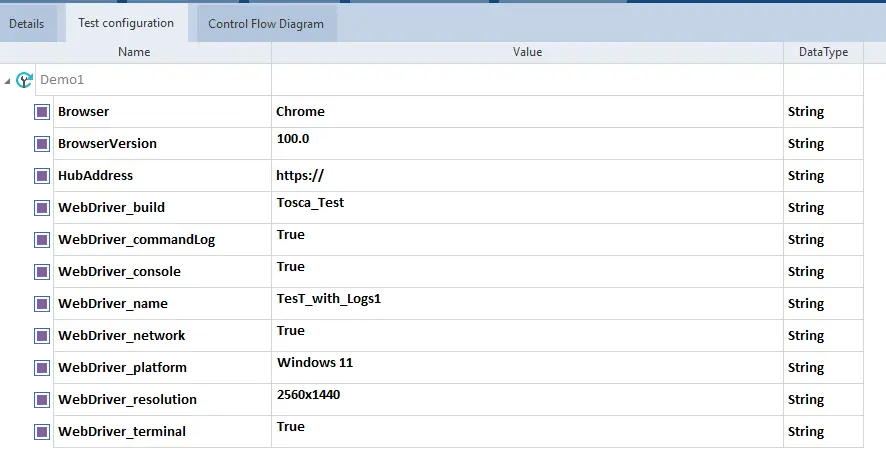 Details Test configuration Control Flow Diagram
Name Value DataType
Demo1
Browser Chrome String
BrowserVersion 100.0 String
HubAddress https:// String
WebDriver_build Tosca_Test String
WebDriver_commandLog True String
WebDriver_console True String
WebDriver_name TesT_with_Logs1 String
WebDriver_network True String
WebDriver_platform Windows 11 String
WebDriver_resolution 2560x1440 String
WebDriver_terminal True String